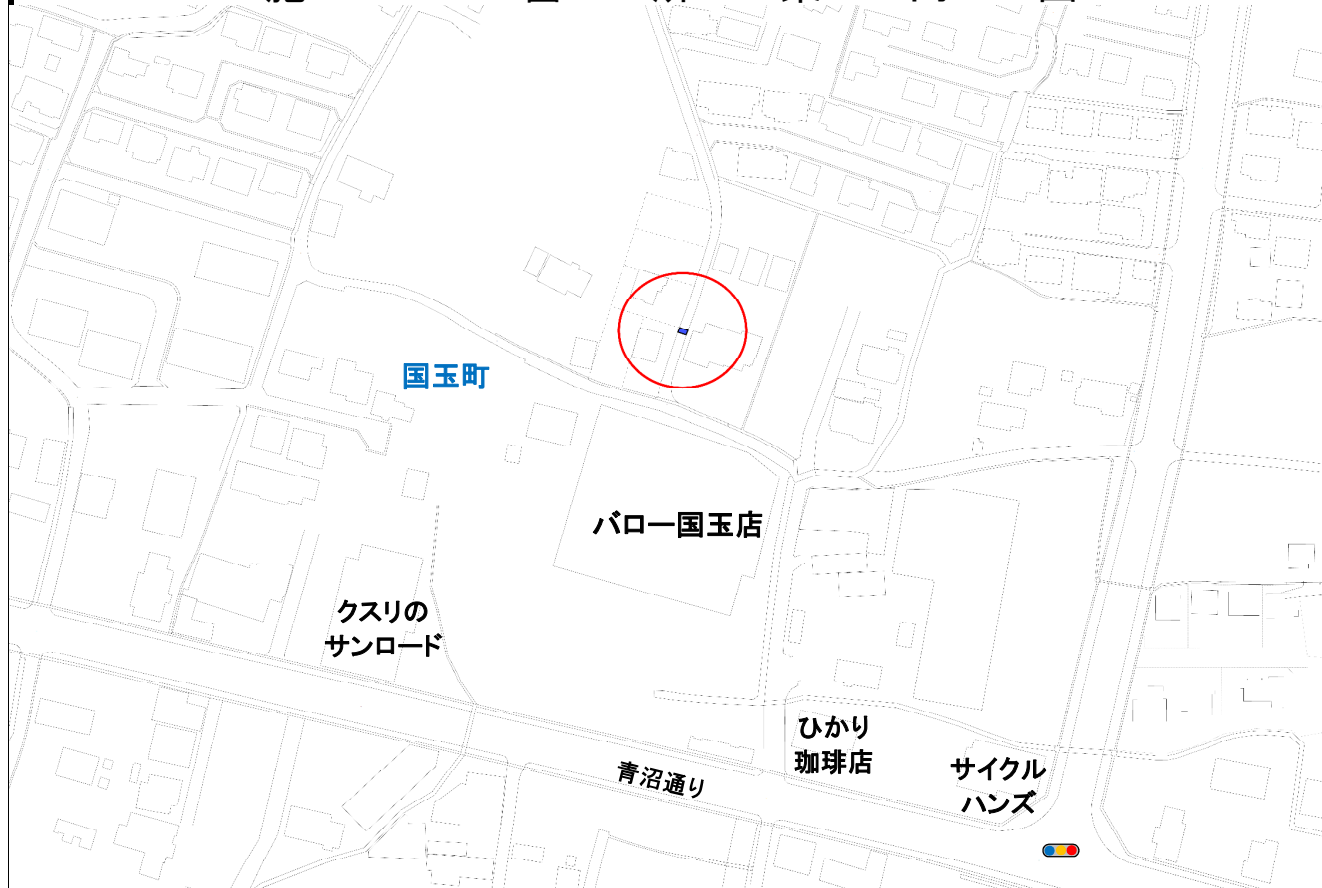 国玉町
バロー国玉店
クスリの
サンロード
ひかり
珈琲店
青沼通り
サイクル
ハンズ